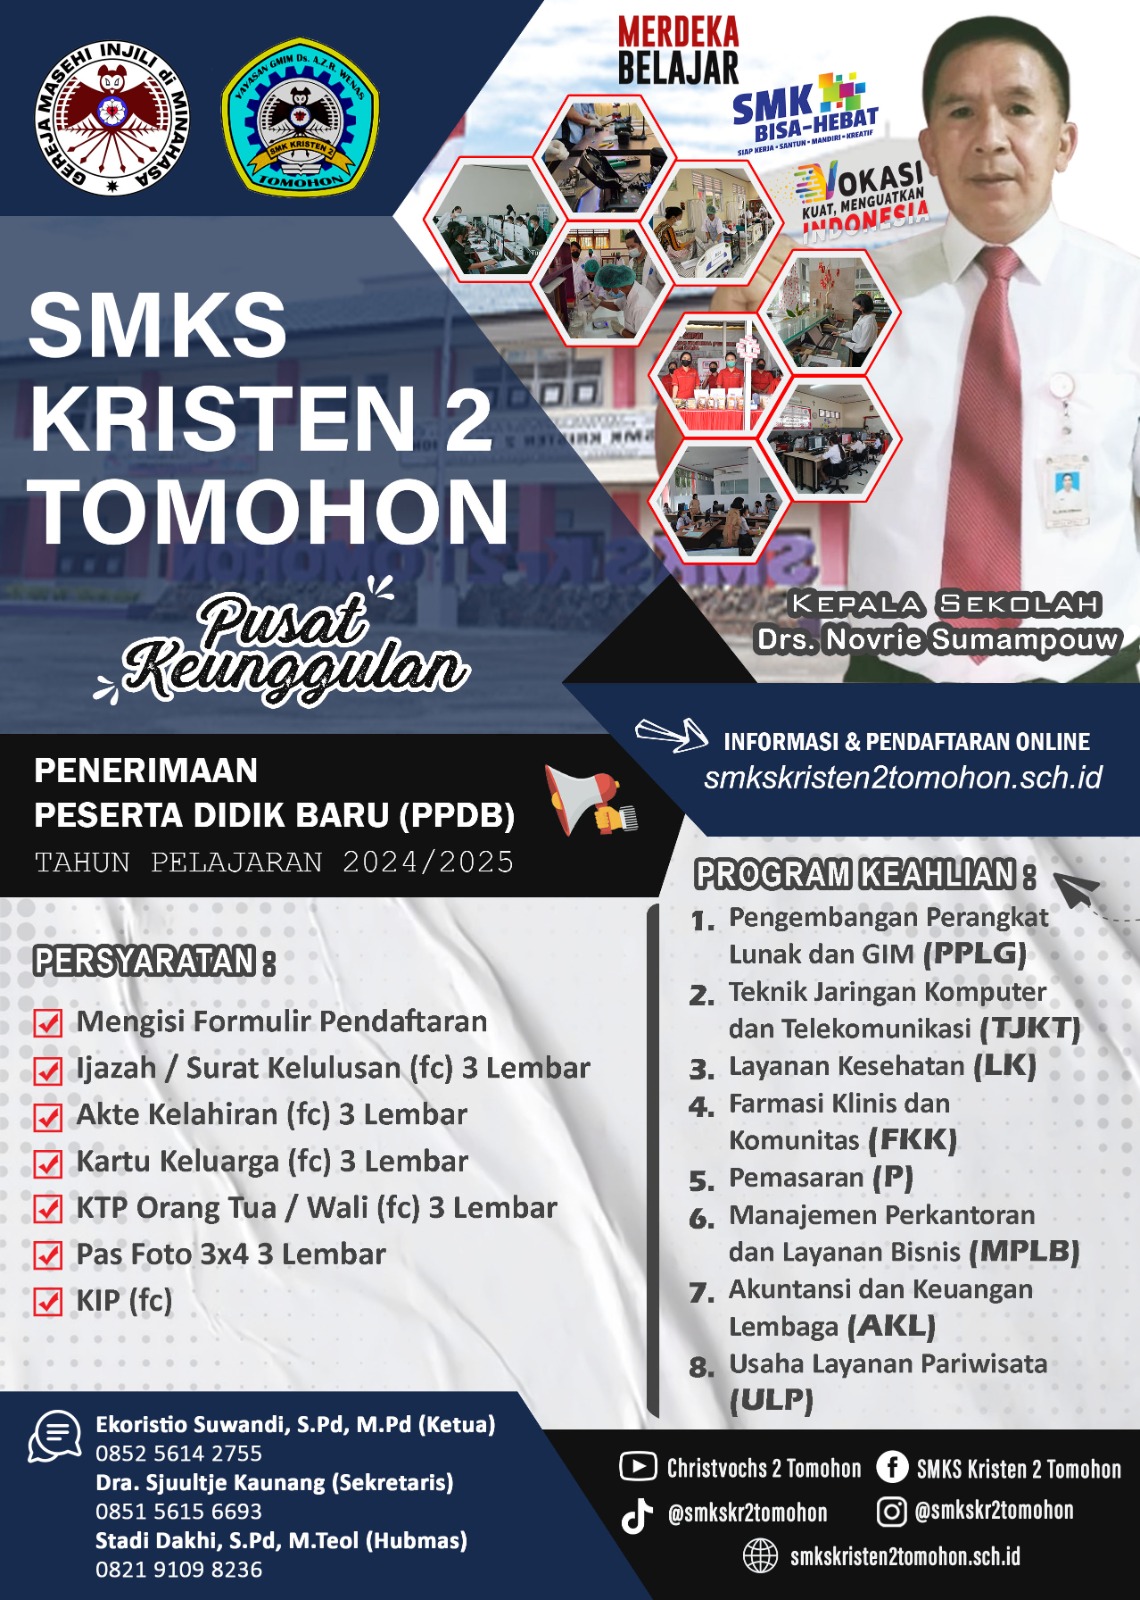 GEREJA MASEHI INJILI di MINAHASA
YAYASAN GMIM Ds. A.Z.R. WENAS
SMK KRISTEN 2
TOMOHON
MERDEKA
BELAJAR
SMK
BISA-HEBAT
SIAP KERJA • SANTUN • MANDIRI • KREATIF
VOKASI
KUAT, MENGUATKAN
INDONESIA
SMKS
KRISTEN 2
TOMOHON
Pusat
Keunggulan
SMK KRISTEN 2
SMKS Kr 2 TOMOHON
KEPALA SEKOLAH
Drs. Novrie Sumampouw
INFORMASI & PENDAFTARAN ONLINE
smkskristen2tomohon.sch.id
PENERIMAAN
PESERTA DIDIK BARU (PPDB)
TAHUN PELAJARAN 2024/2025
PERSYARATAN :
Mengisi Formulir Pendaftaran
Ijazah / Surat Kelulusan (fc) 3 Lembar
Akte Kelahiran (fc) 3 Lembar
Kartu Keluarga (fc) 3 Lembar
KTP Orang Tua / Wali (fc) 3 Lembar
Pas Foto 3x4 3 Lembar
KIP (fc)
PROGRAM KEAHLIAN :
1. Pengembangan Perangkat
Lunak dan GIM (PPLG)
2. Teknik Jaringan Komputer
dan Telekomunikasi (TJKT)
3. Layanan Kesehatan (LK)
4. Farmasi Klinis dan
Komunitas (FKK)
5. Pemasaran (P)
6. Manajemen Perkantoran
dan Layanan Bisnis (MPLB)
7. Akuntansi dan Keuangan
Lembaga (AKL)
8. Usaha Layanan Pariwisata
(ULP)
Ekoristio Suwandi, S.Pd, M.Pd (Ketua)
0852 5614 2755
Dra. Sjuultje Kaunang (Sekretaris)
0851 5615 6693
Stadi Dakhi, S.Pd, M.Teol (Hubmas)
0821 9109 8236
Christvochs 2 Tomohon
SMKS Kristen 2 Tomohon
@smkskr2tomohon
@smkskr2tomohon
smkskristen2tomohon.sch.id